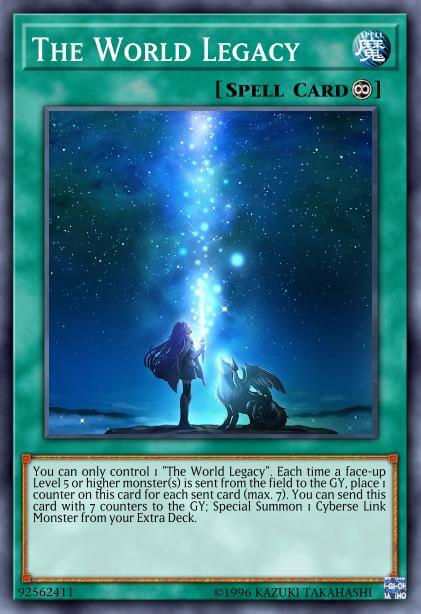 The World Legacy
SPELL
魔
[Spell Card]
You can only control 1 "The World Legacy". Each time a face-up
Level 5 or higher monster(s) is sent from the field to the GY, place 1
counter on this card for each sent card (max. 7). You can send this
card with 7 counters to the GY; Special Summon 1 Cyberse Link
Monster from your Extra Deck.
92562411
©1996 KAZUKI TAKAHASHI